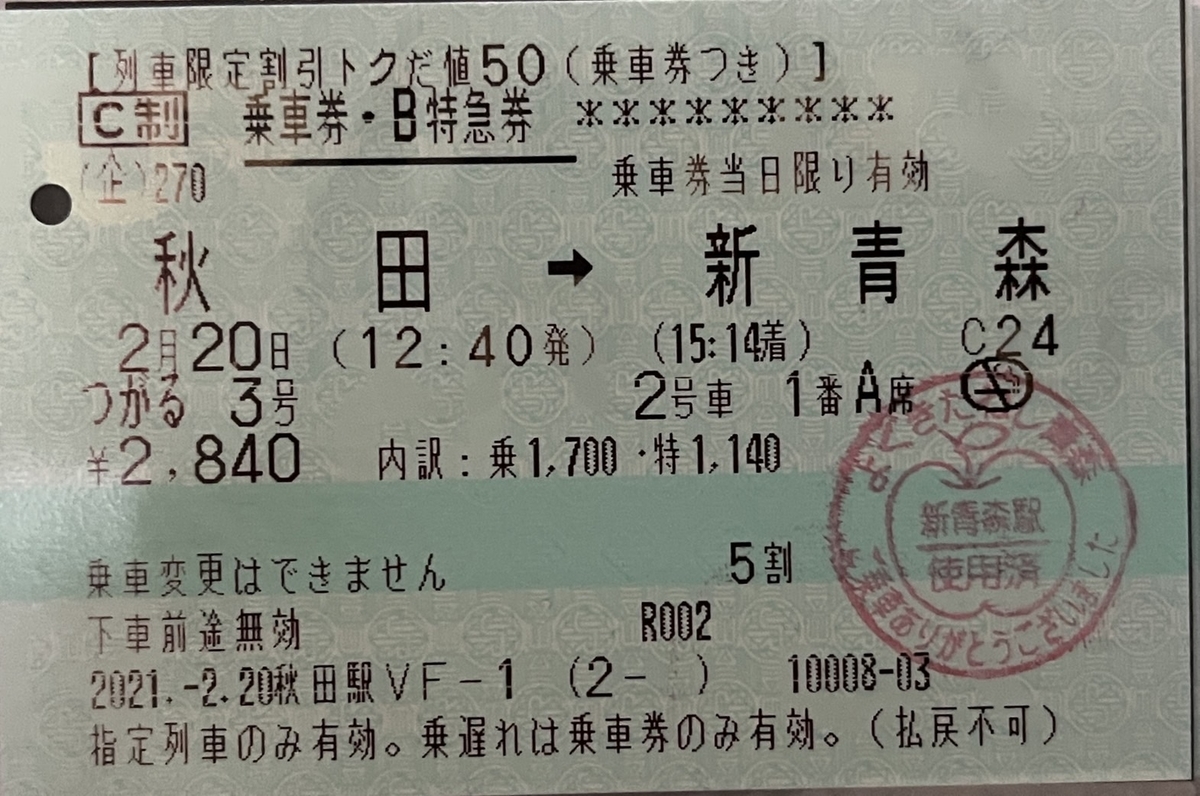 [列車限定割引トクだ値50(乗車券つき)]
C制 乗車券・B特急券 *********
(企)270 乗車券当日限り有効
秋田 → 新青森
2月20日 (12:40発) (15:14着) C24
つがる 3号 2号車 1番A席
¥2,840 内訳:乗1,700・特1,140
乗車変更はできません 5割
下車前途無効 R002
2021.-2.20秋田駅VF-1 (2- ) 10008-03
指定列車のみ有効。乗遅れは乗車券のみ有効。(払戻不可)
よくきたねし青森
新青森駅
使用済
乗車ありがとうございました